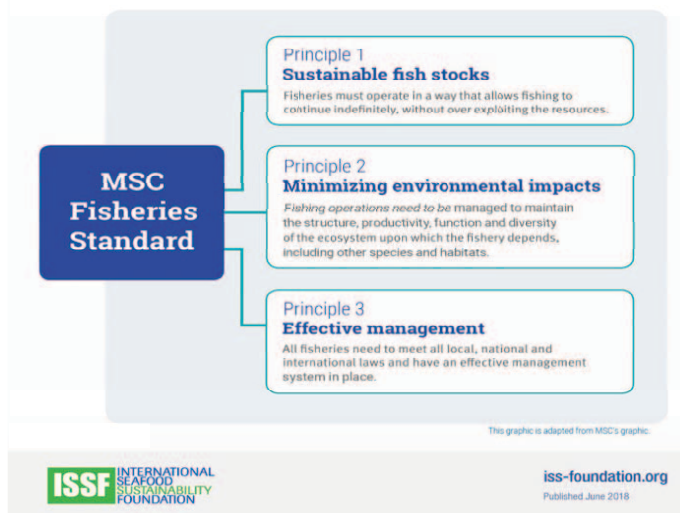 MSC
Fisheries
Standard
Principle 1
Sustainable fish stocks
Fisheries must operate in a way that allows fishing to
continue indefinitely, without over exploiting the resources.
Principle 2
Minimizing environmental impacts
Fishing operations need to be managed to maintain
the structure, productivity, function and diversity
of the ecosystem upon which the fishery depends,
including other species and habitats.
Principle 3
Effective management
All fisheries need to meet all local, national and
international laws and have an effective management
system in place.
This graphic is adapted from MSC's graphic.
ISSF
INTERNATIONAL
SEAFOOD
SUSTAINABILITY
FOUNDATION
iss-foundation.org
Published June 2018